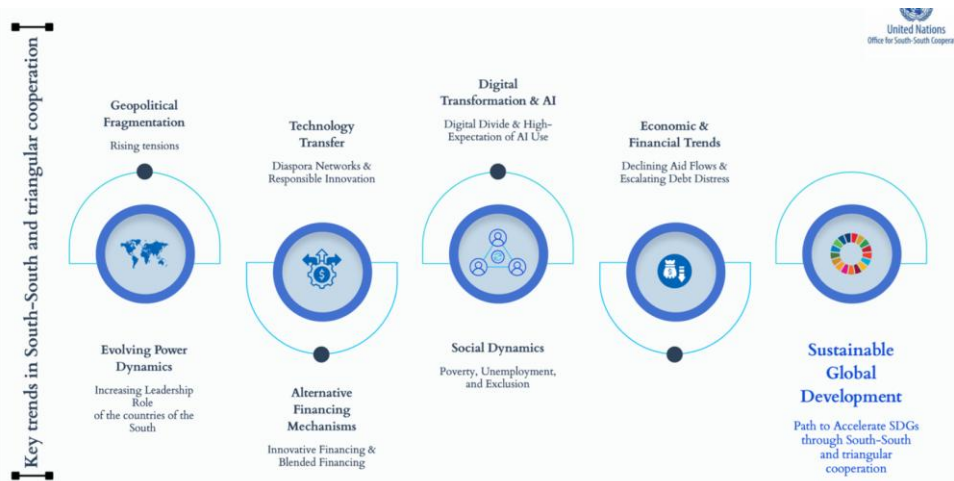 Key trends in South-South and triangular cooperation
United Nations
Office for South-South
Geopolitical
Fragmentation
Rising tensions
Evolving Power
Dynamics
Increasing Leadership
Role
of the countries of the
South
Technology
Transfer
Diaspora Networks &
Responsible Innovation
Alternative
Financing
Mechanisms
Innovative Financing &
Blended Financing
Digital
Transformation & AI
Digital Divide & High-
Expectation of AI Use
Social Dynamics
Poverty, Unemployment,
and Exclusion
Economic &
Financial Trends
Declining Aid Flows &
Escalating Debt Distress
Sustainable
Global
Development
Path to Accelerate SDGs
through South-South
and triangular
cooperation